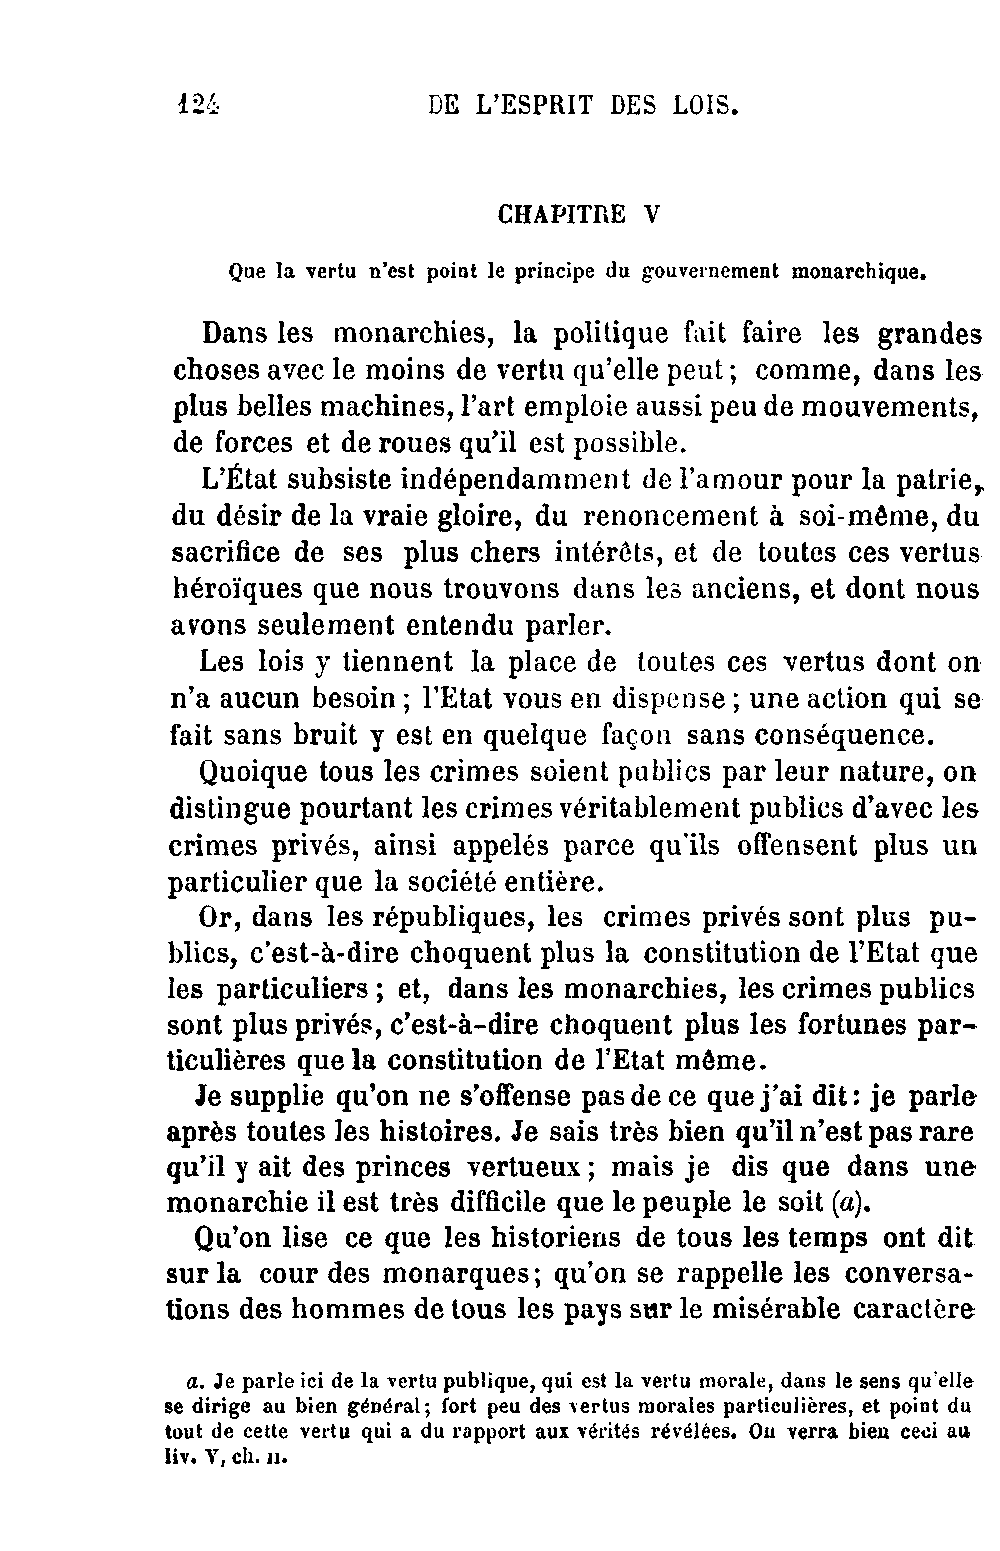 124 DE L'ESPRIT DES LOIS.
CHAPITRE V
Que la vertu n'est point le principe du gouvernement monarchique.
Dans les monarchies, la politique fait faire les grandes
choses avec le moins de vertu qu'elle peut ; comme, dans les
plus belles machines, l'art emploie aussi peu de mouvements,
de forces et de roues qu'il est possible.
L'État subsiste indépendamment de l'amour pour la patrie,
du désir de la vraie gloire, du renoncement à soi-même, du
sacrifice de ses plus chers intérêts, et de toutes ces vertus
héroïques que nous trouvons dans les anciens, et dont nous
avons seulement entendu parler.
Les lois y tiennent la place de toutes ces vertus dont on
n'a aucun besoin ; l'Etat vous en dispense ; une action qui se
fait sans bruit y est en quelque façon sans conséquence.
Quoique tous les crimes soient publics par leur nature, on
distingue pourtant les crimes véritablement publics d'avec les
crimes privés, ainsi appelés parce qu'ils offensent plus un
particulier que la société entière.
Or, dans les républiques, les crimes privés sont plus pu-
blics, c'est-à-dire choquent plus la constitution de l'Etat que
les particuliers ; et, dans les monarchies, les crimes publics
sont plus privés, c'est-à-dire choquent plus les fortunes par-
ticulières que la constitution de l'Etat même.
Je supplie qu'on ne s'offense pas de ce que j'ai dit : je parle
après toutes les histoires. Je sais très bien qu'il n'est pas rare
qu'il y ait des princes vertueux ; mais je dis que dans une
monarchie il est très difficile que le peuple le soit (a).
Qu'on lise ce que les historiens de tous les temps ont dit
sur la cour des monarques; qu'on se rappelle les conversa-
tions des hommes de tous les pays sur le misérable caractère
a. Je parle ici de la vertu publique, qui est la vertu morale, dans le sens qu'elle
se dirige au bien général; fort peu des vertus morales particulières, et point du
tout de cette vertu qui a du rapport aux vérités révélées. On verra bien ceci au
liv. V, ch. II.